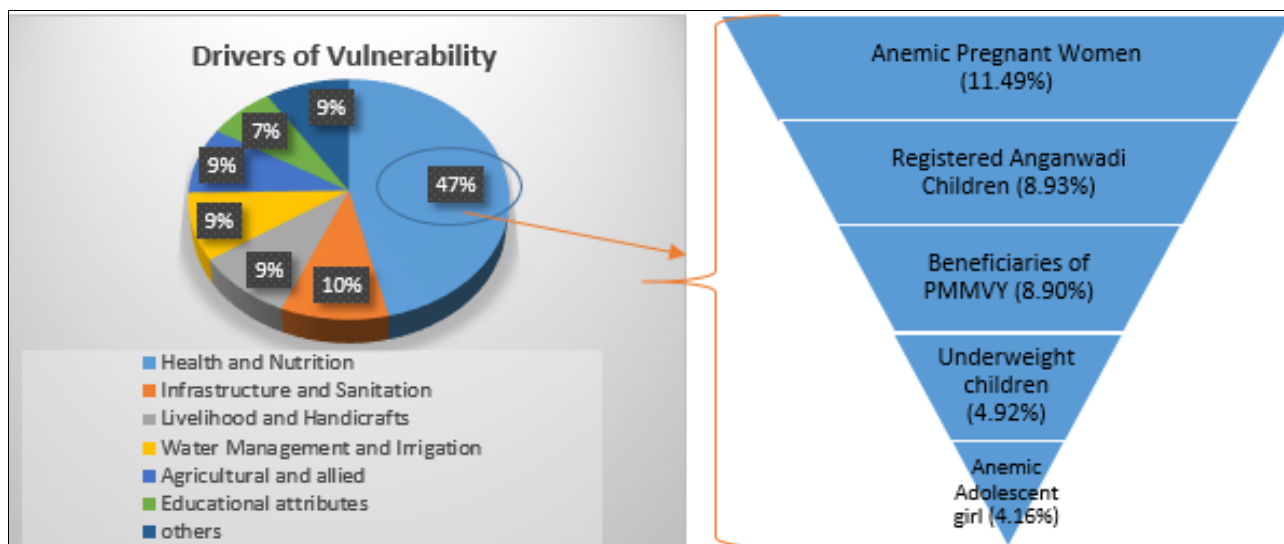 Drivers of Vulnerability
9%
7%
9%
47%
9%
9%
10%
Health and Nutrition
Infrastructure and Sanitation
Livelihood and Handicrafts
Water Management and Irrigation
Agricultural and allied
Educational attributes
others
Anemic Pregnant Women
(11.49%)
Registered Anganwadi
Children (8.93%)
Beneficiaries of
PMMVY (8.90%)
Underweight
children
(4.92%)
Anemic
Adolescent
girl (4.16%)